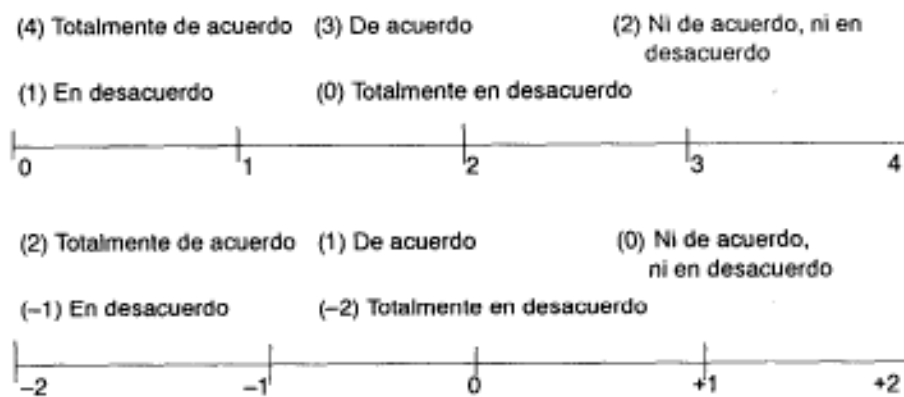 (4) Totalmente de acuerdo (3) De acuerdo (2) Ni de acuerdo, ni en
desacuerdo
(1) En desacuerdo (0) Totalmente en desacuerdo
0 1 2 3 4
(2) Totalmente de acuerdo (1) De acuerdo (0) Ni de acuerdo,
ni en desacuerdo
(–1) En desacuerdo (–2) Totalmente en desacuerdo
–2 –1 0 +1 +2